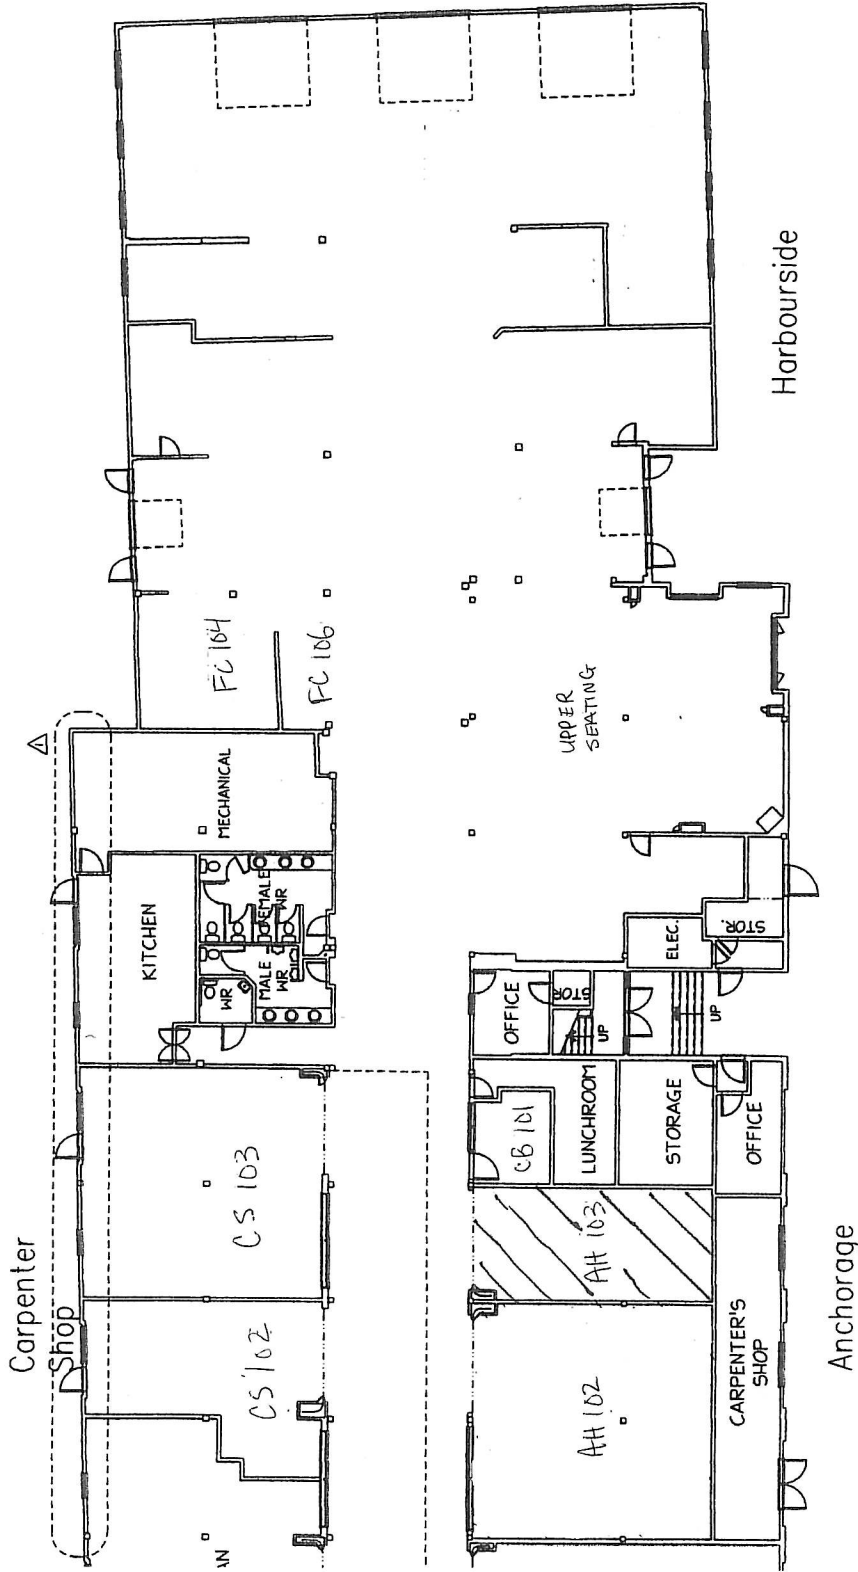 Carpenter
Shop
1
FC 104
FC 106
MECHANICAL
KITCHEN
FEMALE
WR
MALE
WR
WR
CS 103
CS 102
AN
Harbourside
UPPER
SEATING
ELEC.
STOR.
OFFICE
STOR
UP
UP
CB 101
LUNCHROOM
STORAGE
OFFICE
AH 103
AH 102
CARPENTER'S
SHOP
Anchorage